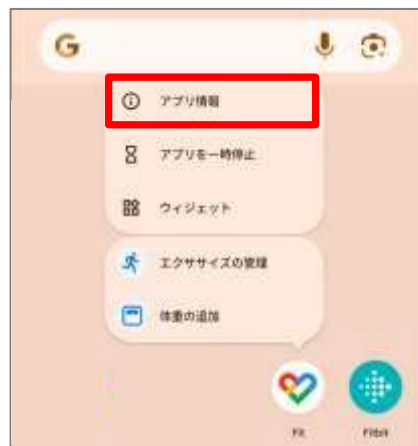 アプリ情報
アプリを一時停止
ウィジェット
エクササイズの管理
体重の追加
Fit
Fitbit